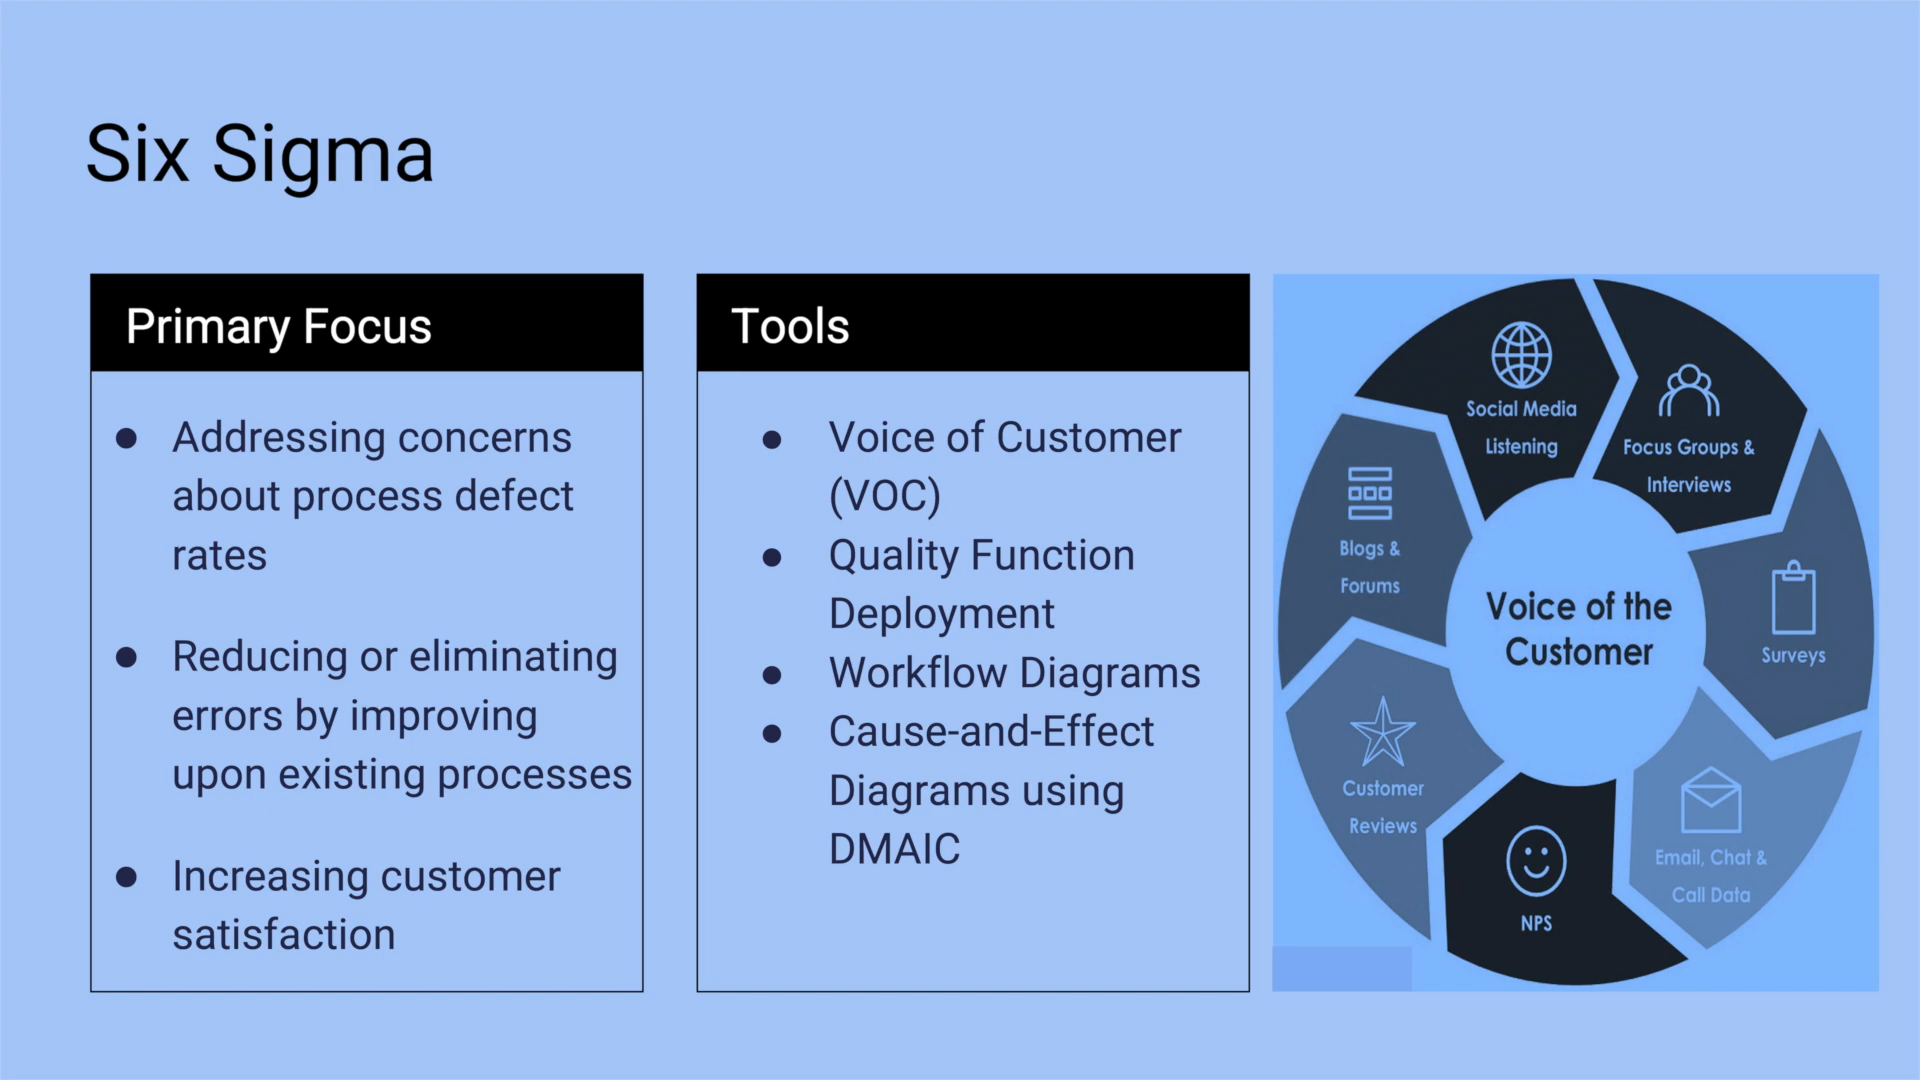 Six Sigma
Primary Focus
● Addressing concerns
about process defect
rates
● Reducing or eliminating
errors by improving
upon existing processes
● Increasing customer
satisfaction
Tools
● Voice of Customer
(VOC)
● Quality Function
Deployment
● Workflow Diagrams
● Cause-and-Effect
Diagrams using
DMAIC
Social Media
Listening
Focus Groups &
Interviews
Surveys
Email, Chat &
Call Data
NPS
Customer
Reviews
Blogs &
Forums
Voice of the
Customer